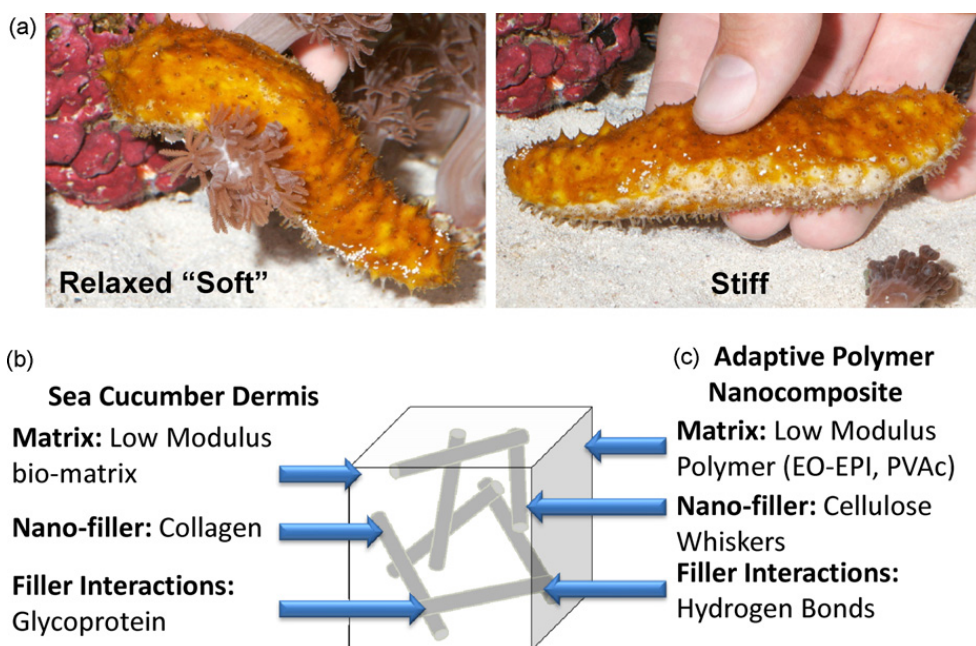 (a)
Relaxed “Soft”
Stiff
(b)
Sea Cucumber Dermis
Matrix: Low Modulus
bio-matrix
Nano-filler: Collagen
Filler Interactions:
Glycoprotein
(c) Adaptive Polymer
Nanocomposite
Matrix: Low Modulus
Polymer (EO-EPI, PVAc)
Nano-filler: Cellulose
Whiskers
Filler Interactions:
Hydrogen Bonds